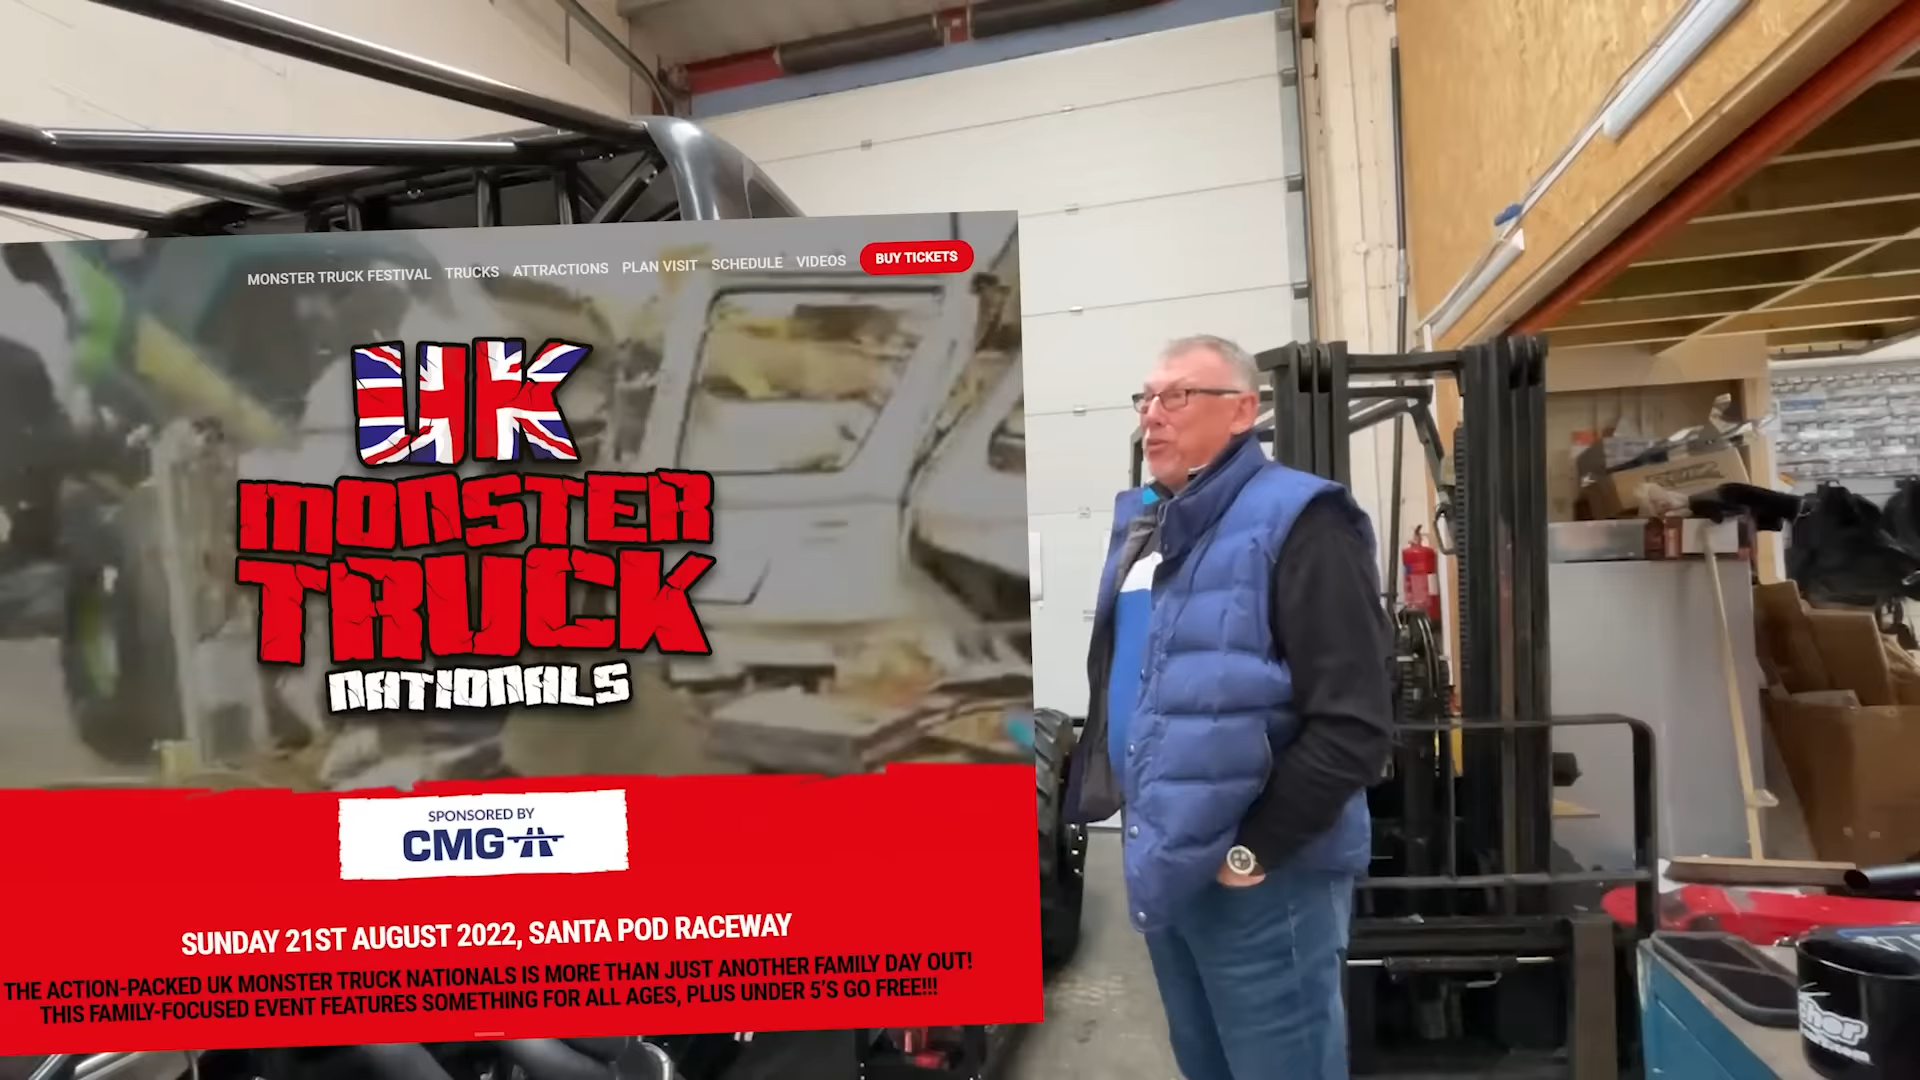 MONSTER TRUCK FESTIVAL TRUCKS ATTRACTIONS PLAN VISIT SCHEDULE VIDEOS BUY TICKETS
UK
MONSTER
TRUCK
NATIONALS
SPONSORED BY
CMG
SUNDAY 21ST AUGUST 2022, SANTA POD RACEWAY
THE ACTION-PACKED UK MONSTER TRUCK NATIONALS IS MORE THAN JUST ANOTHER FAMILY DAY OUT!
THIS FAMILY-FOCUSED EVENT FEATURES SOMETHING FOR ALL AGES, PLUS UNDER 5'S GO FREE!!!